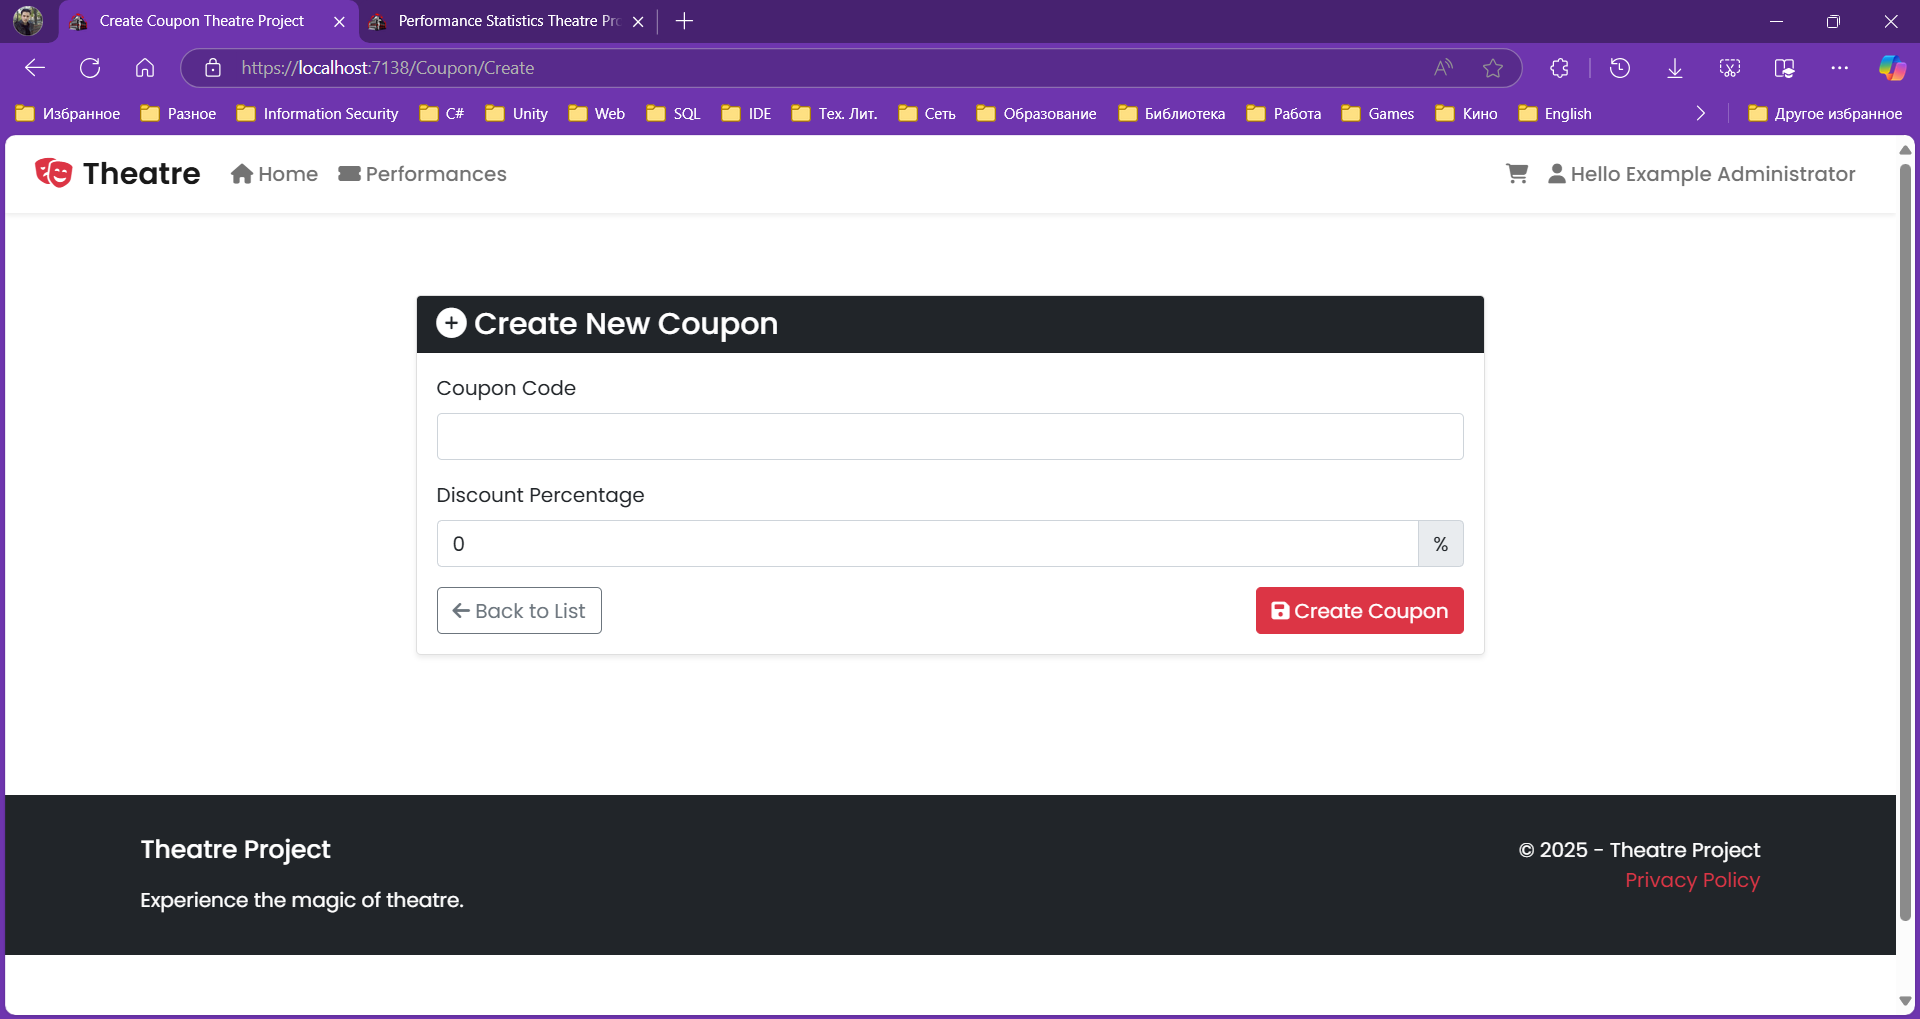 Create Coupon Theatre Project
Performance Statistics Theatre Pr
https://localhost:7138/Coupon/Create
Избранное
Разное
Information Security
C#
Unity
Web
SQL
IDE
Тех. Лит.
Сеть
Образование
Библиотека
Работа
Games
Кино
English
Другое избранное
Theatre
Home
Performances
Hello Example Administrator
Create New Coupon
Coupon Code
Discount Percentage
0
%
Back to List
Create Coupon
Theatre Project
Experience the magic of theatre.
© 2025 - Theatre Project
Privacy Policy